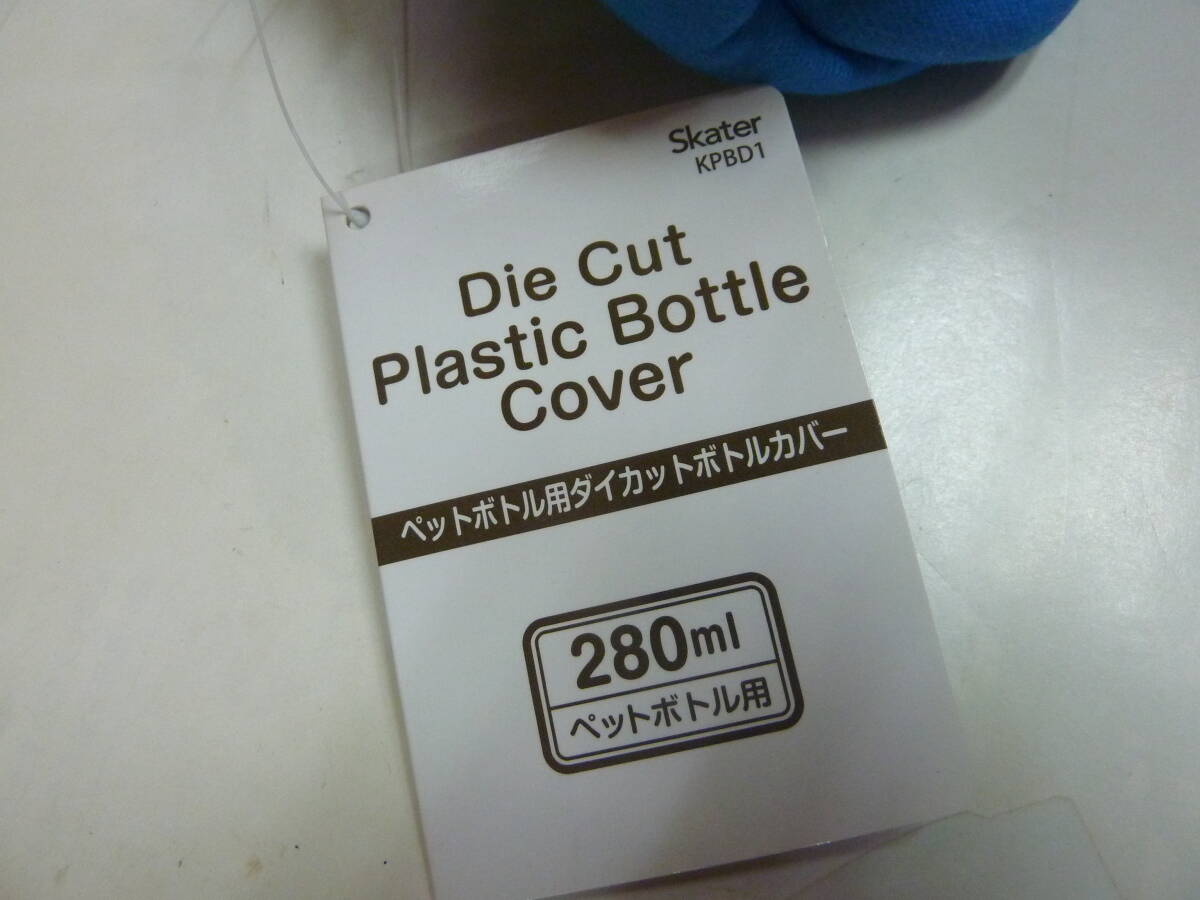 Skater
KPBD1
Die Cut
Plastic Bottle
Cover
ペットボトル用ダイカットボトルカバー
280ml
ペットボトル用